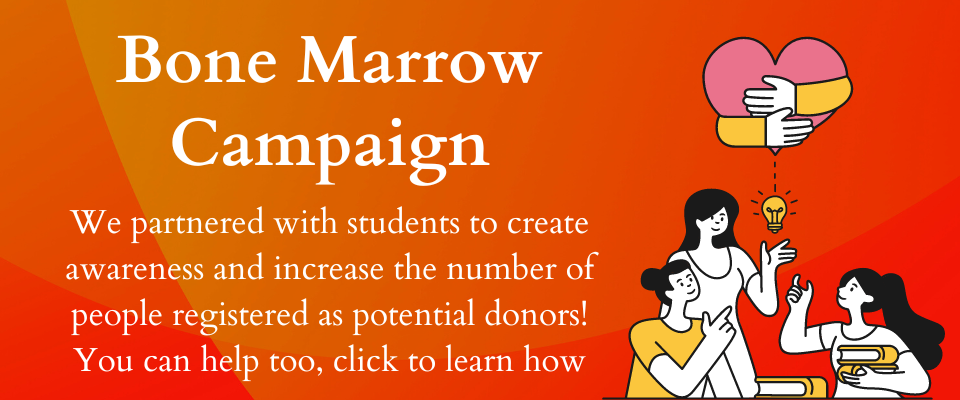 Bone Marrow
Campaign
We partnered with students to create
awareness and increase the number of
people registered as potential donors!
You can help too, click to learn how